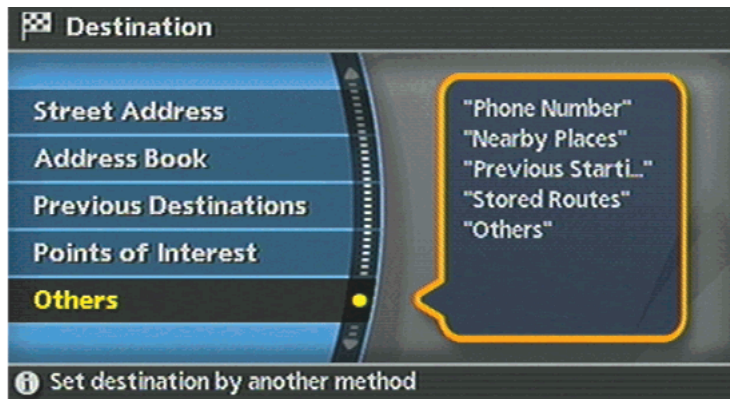 Destination
Street Address
Address Book
Previous Destinations
Points of Interest
Others
"Phone Number"
"Nearby Places"
"Previous Starti..."
"Stored Routes"
"Others"
Set destination by another method